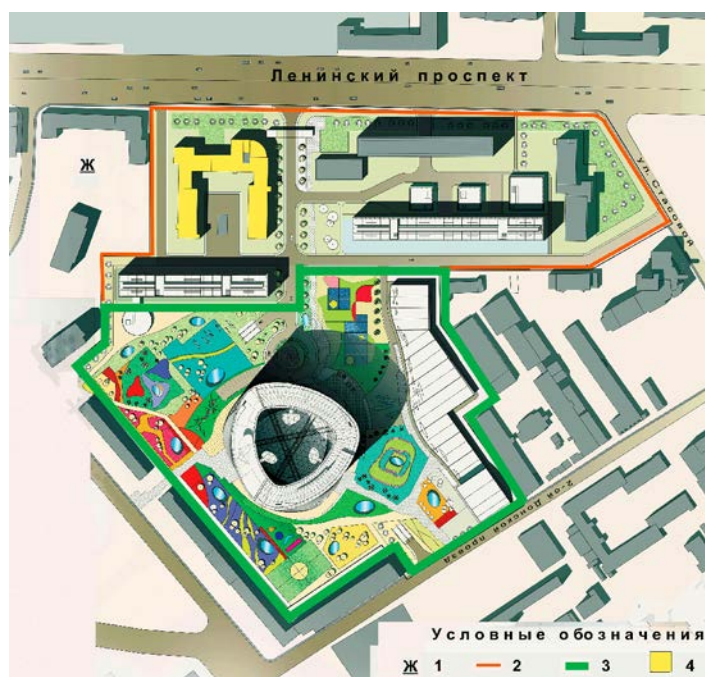 Ленинский проспект
Ж
ул. Стасовой
2-ой Донской проезд
Условные обозначения
Ж 1 2 3 4